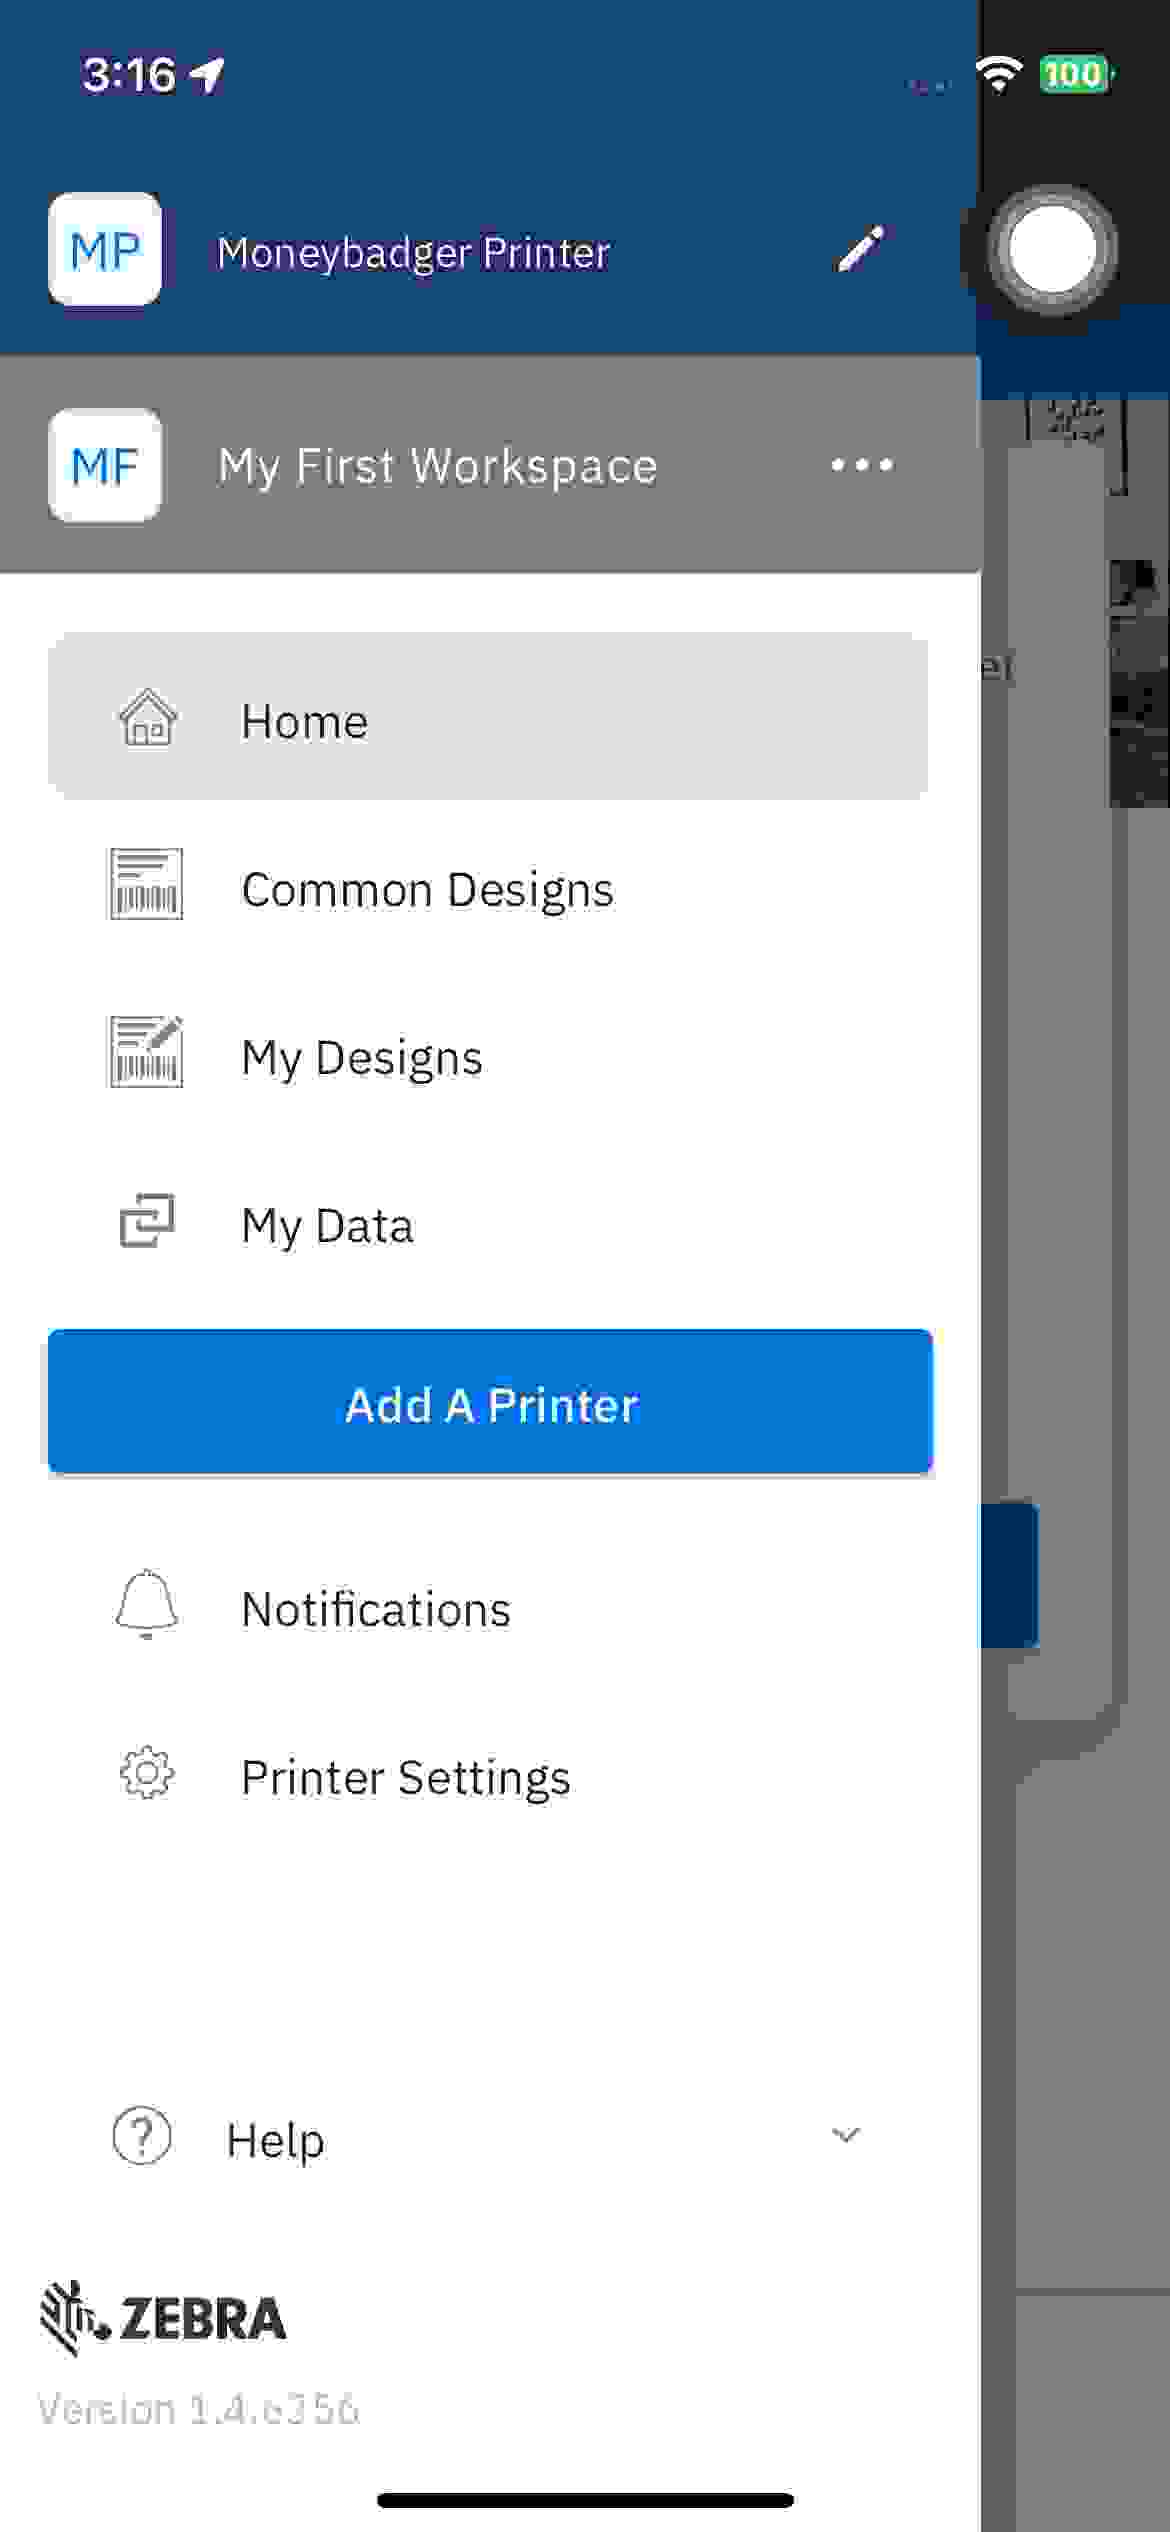 3:16
100
MP Moneybadger Printer
MF My First Workspace
Home
Common Designs
My Designs
My Data
Add A Printer
Notifications
Printer Settings
Help
ZEBRA
Version